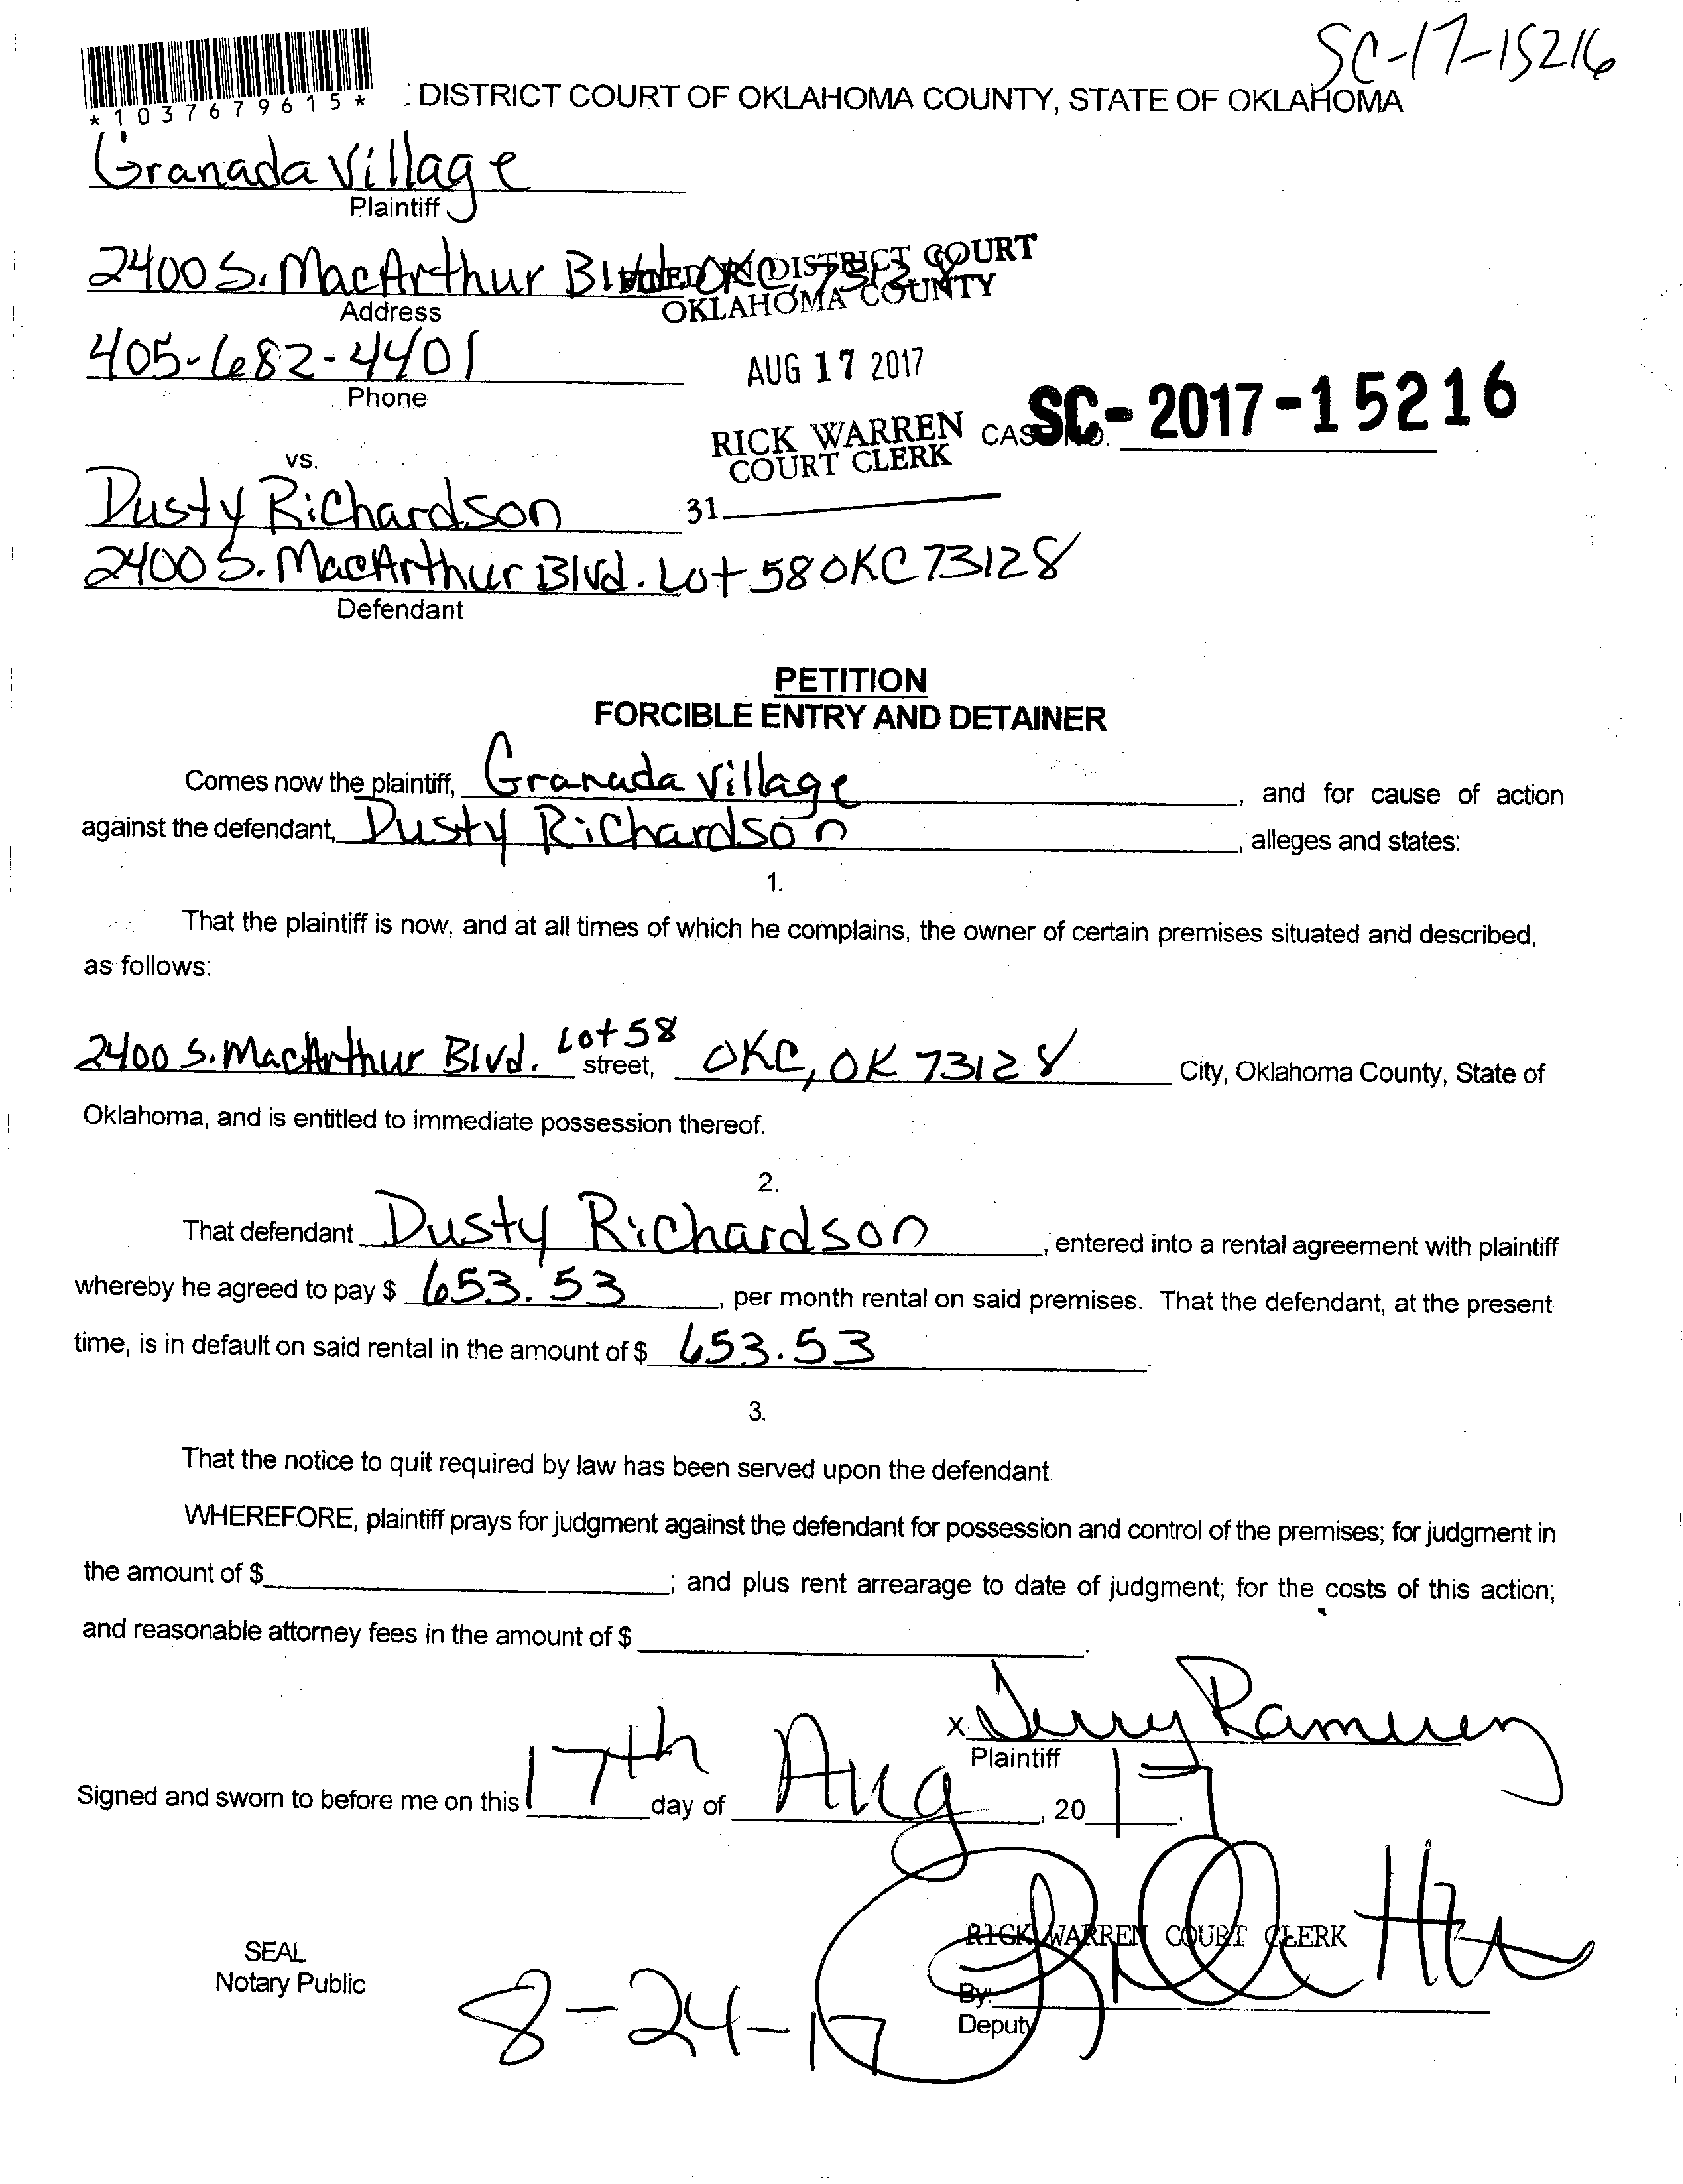 SC-17-15216
*1037679615*
: DISTRICT COURT OF OKLAHOMA COUNTY, STATE OF OKLAHOMA
Granada Village
Plaintiff
2400 S. MacArthur Blvd. OKC, 73128
FILED IN DISTRICT COURT
OKLAHOMA COUNTY
Address
405-682-4401
AUG 17 2017
Phone
RICK WARREN
COURT CLERK
CASE NO. SC-2017-15216
vs.
31
Dusty Richardson
2400 S. MacArthur Blvd. Lot 58 OKC 73128
Defendant
PETITION
FORCIBLE ENTRY AND DETAINER
Comes now the plaintiff, Granada Village, and for cause of action
against the defendant, Dusty Richardson, alleges and states:
1.
That the plaintiff is now, and at all times of which he complains, the owner of certain premises situated and described,
as follows:
2400 S. MacArthur Blvd. Lot 58 street, OKC, OK 73128 City, Oklahoma County, State of
Oklahoma, and is entitled to immediate possession thereof.
2.
That defendant Dusty Richardson, entered into a rental agreement with plaintiff
whereby he agreed to pay $ 653.53, per month rental on said premises. That the defendant, at the present
time, is in default on said rental in the amount of $ 653.53.
3.
That the notice to quit required by law has been served upon the defendant.
WHEREFORE, plaintiff prays for judgment against the defendant for possession and control of the premises; for judgment in
the amount of $ ; and plus rent arrearage to date of judgment; for the costs of this action;
and reasonable attorney fees in the amount of $ .
x Jerry Ramirez
Plaintiff
Signed and sworn to before me on this 17th day of Aug, 20 17.
RICK WARREN COURT CLERK
SEAL
Notary Public
By:
Deputy
8-24-17